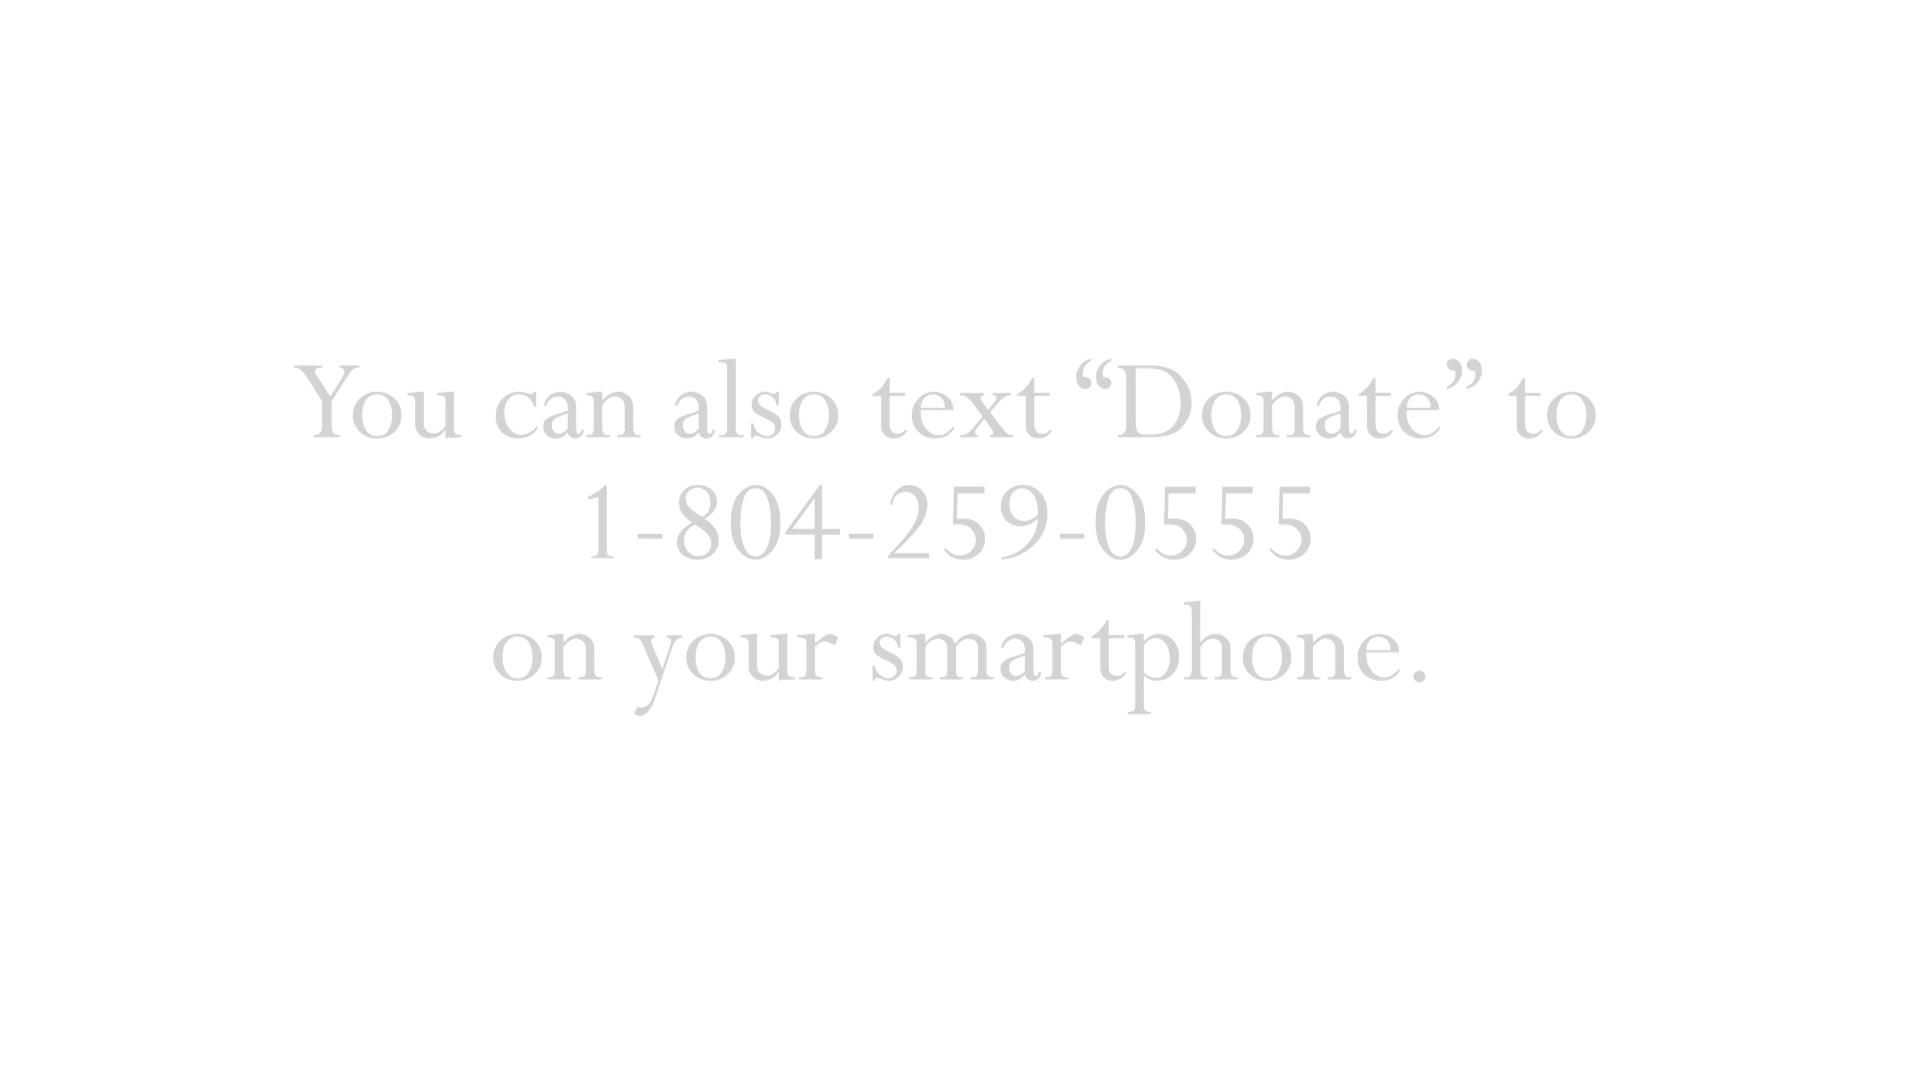 You can also text “Donate” to
1-804-259-0555
on your smartphone.